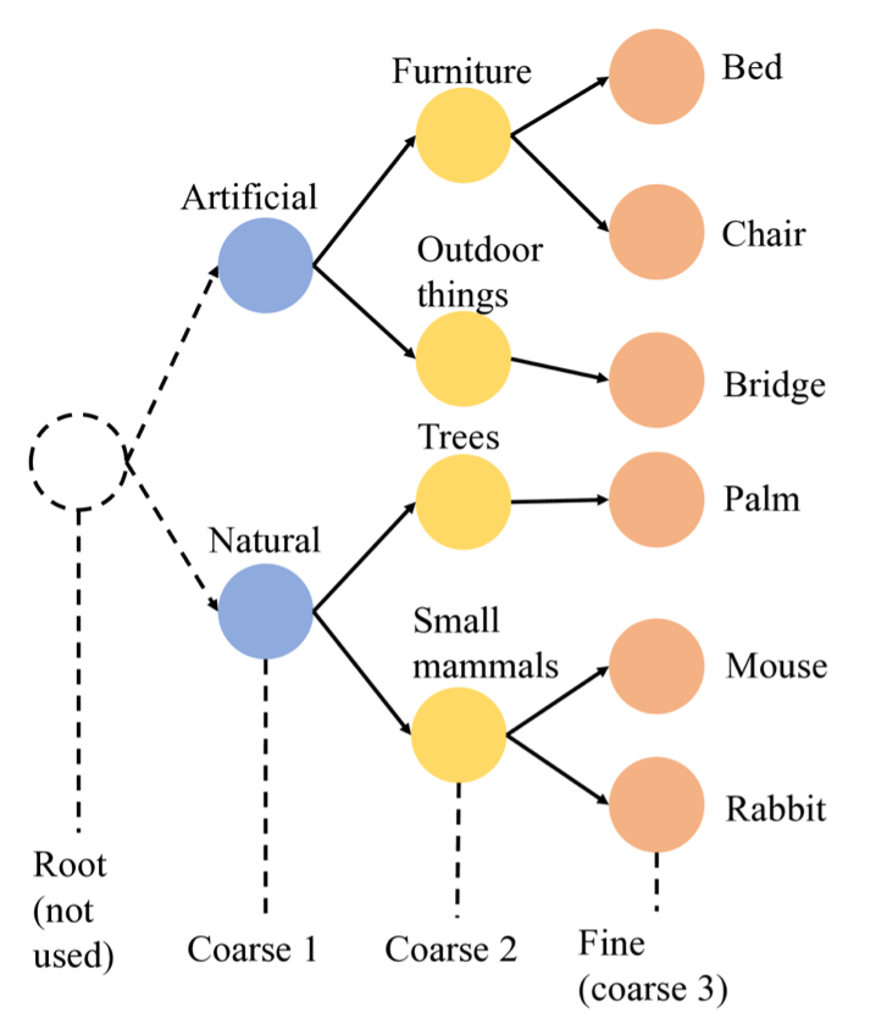 Furniture
Bed
Artificial
Chair
Outdoor
things
Bridge
Trees
Palm
Natural
Small
mammals
Mouse
Rabbit
Root
(not
used)
Coarse 1
Coarse 2
Fine
(coarse 3)